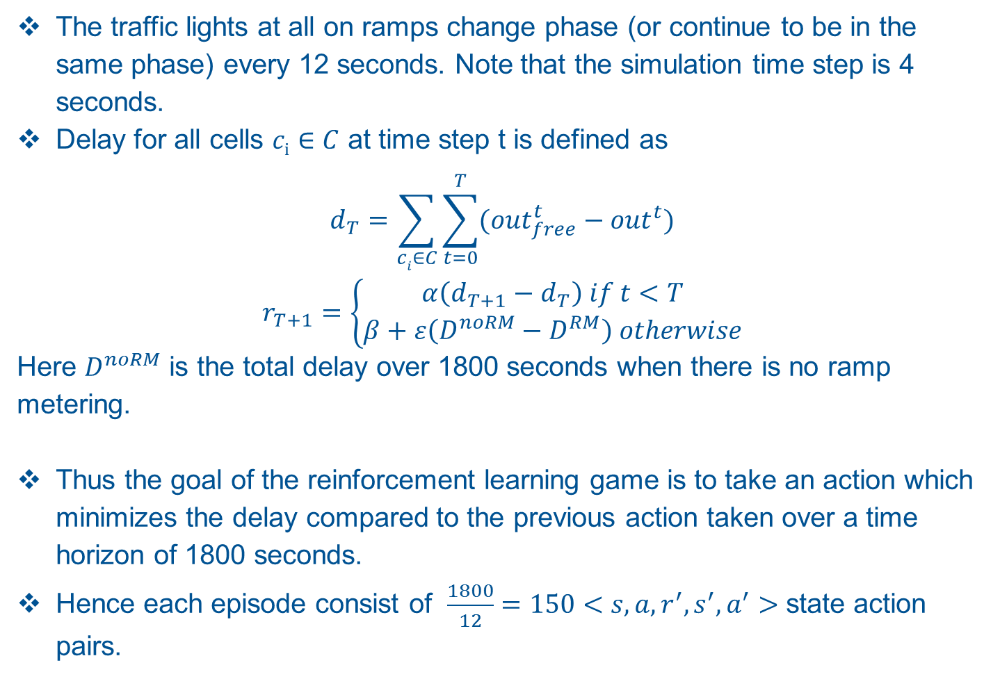 ❖ The traffic lights at all on ramps change phase (or continue to be in the
same phase) every 12 seconds. Note that the simulation time step is 4
seconds.
❖ Delay for all cells 𝑐ᵢ ∈ 𝐶 at time step t is defined as
$d_T = \sum_{c_i \in C} \sum_{t=0}^{T} (out_{free}^{t} - out^{t})$
$r_{T+1} = \begin{cases} \alpha(d_{T+1} - d_T) \; if \; t < T \\ \beta + \varepsilon(D^{noRM} - D^{RM}) \; otherwise \end{cases}$
Here $D^{noRM}$ is the total delay over 1800 seconds when there is no ramp
metering.
❖ Thus the goal of the reinforcement learning game is to take an action which
minimizes the delay compared to the previous action taken over a time
horizon of 1800 seconds.
❖ Hence each episode consist of $\frac{1800}{12} = 150 < s, a, r', s', a' >$ state action
pairs.